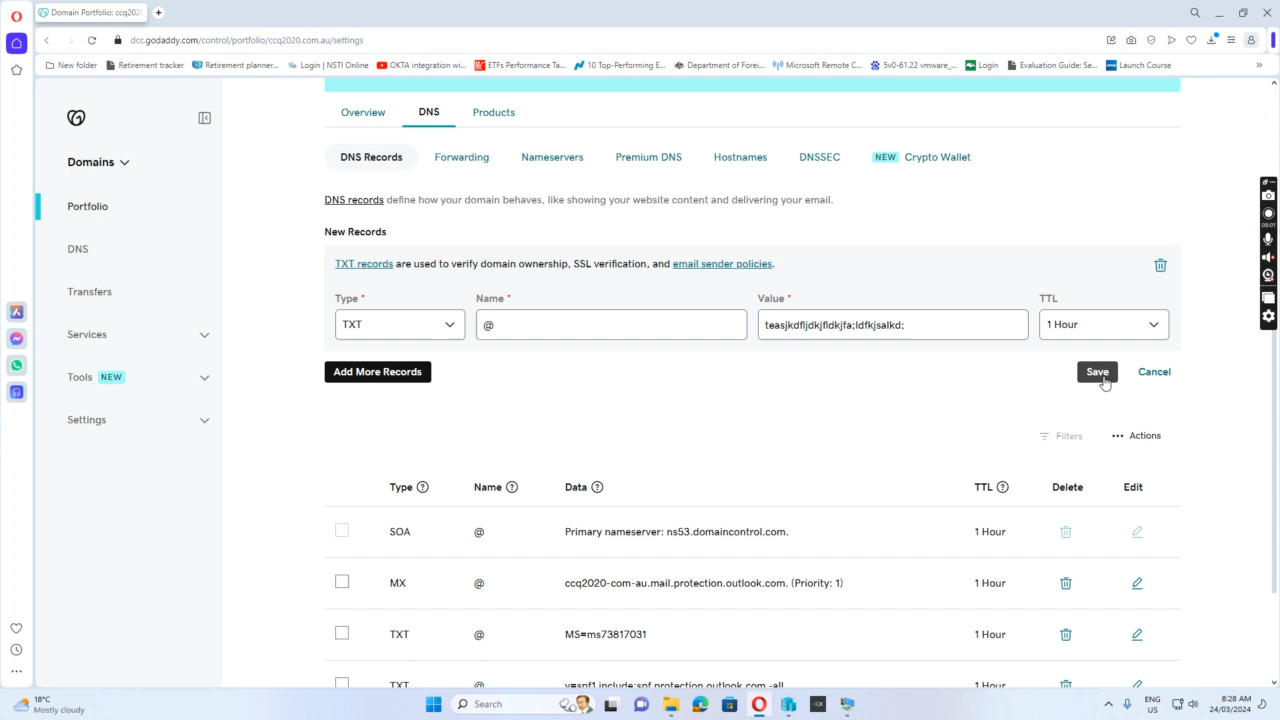 Domain Portfolio: ccq202
dcc.godaddy.com/control/portfolio/ccq2020.com.au/settings
New folder
Retirement tracker
Retirement planner...
Login | NSTI Online
OKTA integration wi...
ETFs Performance Ta...
10 Top-Performing E...
Department of Forei...
Microsoft Remote C...
5v0-61.22 vmware_...
Login
Evaluation Guide: Se...
Launch Course
Overview
DNS
Products
Domains
DNS Records
Forwarding
Nameservers
Premium DNS
Hostnames
DNSSEC
NEW Crypto Wallet
Portfolio
DNS records define how your domain behaves, like showing your website content and delivering your email.
New Records
DNS
TXT records are used to verify domain ownership, SSL verification, and email sender policies.
Transfers
Type *
Name *
Value *
TTL
TXT
@
teasjkdfljdkjfldkjfa;ldfkjsalkd;
1 Hour
Services
Add More Records
Save
Cancel
Tools NEW
Settings
Filters
Actions
Type
Name
Data
TTL
Delete
Edit
SOA
@
Primary nameserver: ns53.domaincontrol.com.
1 Hour
MX
@
ccq2020-com-au.mail.protection.outlook.com. (Priority: 1)
1 Hour
TXT
@
MS=ms73817031
1 Hour
TXT
@
v=spf1 include:spf.protection.outlook.com -all
1 Hour
18°C
Mostly cloudy
Search
ENG
US
8:28 AM
24/03/2024